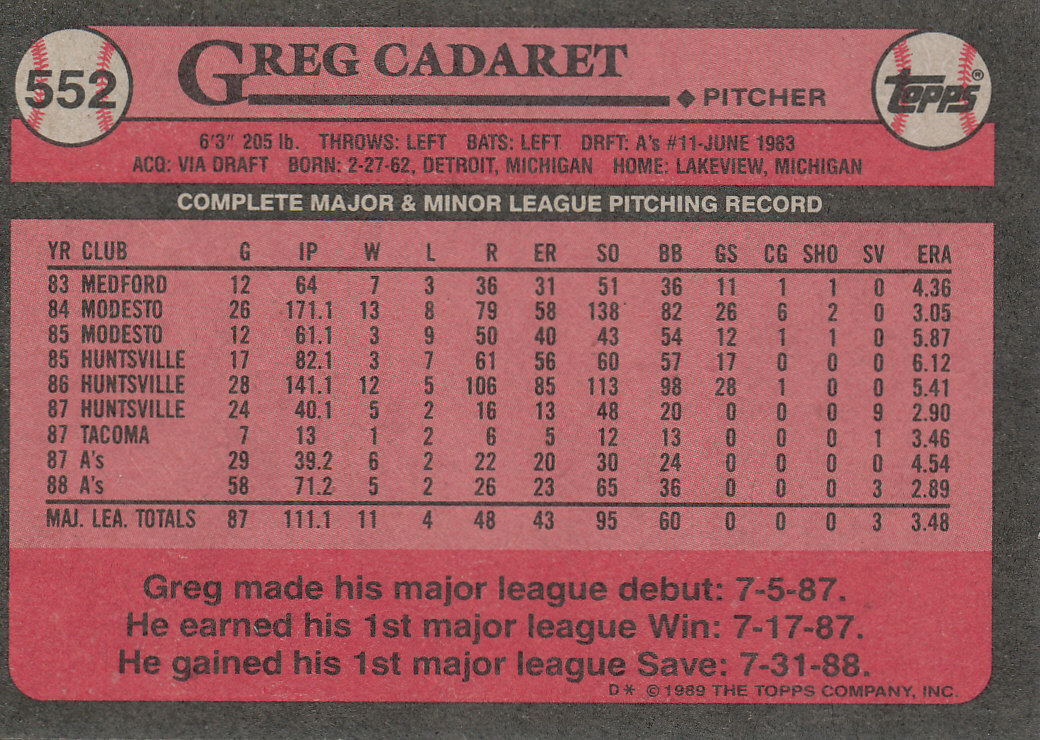 552
GREG CADARET
◆ PITCHER
TOPPS®
6'3" 205 lb. THROWS: LEFT BATS: LEFT DRFT: A's #11-JUNE 1983
ACQ: VIA DRAFT BORN: 2-27-62, DETROIT, MICHIGAN HOME: LAKEVIEW, MICHIGAN
COMPLETE MAJOR & MINOR LEAGUE PITCHING RECORD
YR CLUB G IP W L R ER SO BB GS CG SHO SV ERA
83 MEDFORD 12 64 7 3 36 31 51 36 11 1 1 0 4.36
84 MODESTO 26 171.1 13 8 79 58 138 82 26 6 2 0 3.05
85 MODESTO 12 61.1 3 9 50 40 43 54 12 1 1 0 5.87
85 HUNTSVILLE 17 82.1 3 7 61 56 60 57 17 0 0 0 6.12
86 HUNTSVILLE 28 141.1 12 5 106 85 113 98 28 1 0 0 5.41
87 HUNTSVILLE 24 40.1 5 2 16 13 48 20 0 0 0 9 2.90
87 TACOMA 7 13 1 2 6 5 12 13 0 0 0 1 3.46
87 A's 29 39.2 6 2 22 20 30 24 0 0 0 0 4.54
88 A's 58 71.2 5 2 26 23 65 36 0 0 0 3 2.89
MAJ. LEA. TOTALS 87 111.1 11 4 48 43 95 60 0 0 0 3 3.48
Greg made his major league debut: 7-5-87.
He earned his 1st major league Win: 7-17-87.
He gained his 1st major league Save: 7-31-88.
D* ©1989 THE TOPPS COMPANY, INC.